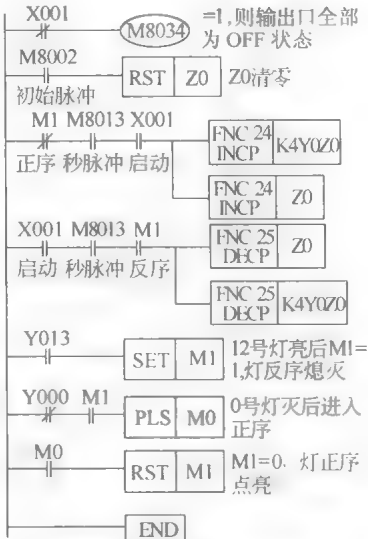 X001
M8034
=1,则输出口全部
为 OFF 状态
M8002
初始脉冲
RST Z0 Z0清零
M1 M8013 X001
正序 秒脉冲 启动
FNC 24
INCP K4Y0Z0
FNC 24
INCP Z0
X001 M8013 M1
启动 秒脉冲 反序
FNC 25
DECP Z0
FNC 25
DECP K4Y0Z0
Y013
SET M1
12号灯亮后M1=
1,灯反序熄灭
Y000 M1
PLS M0
0号灯灭后进入
正序
M0
RST M1
M1=0. 灯正序
点亮
END